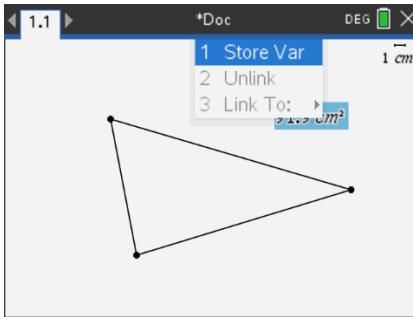 1.1 *Doc DEG
1 cm
1 Store Var
2 Unlink
3 Link To:
cm²